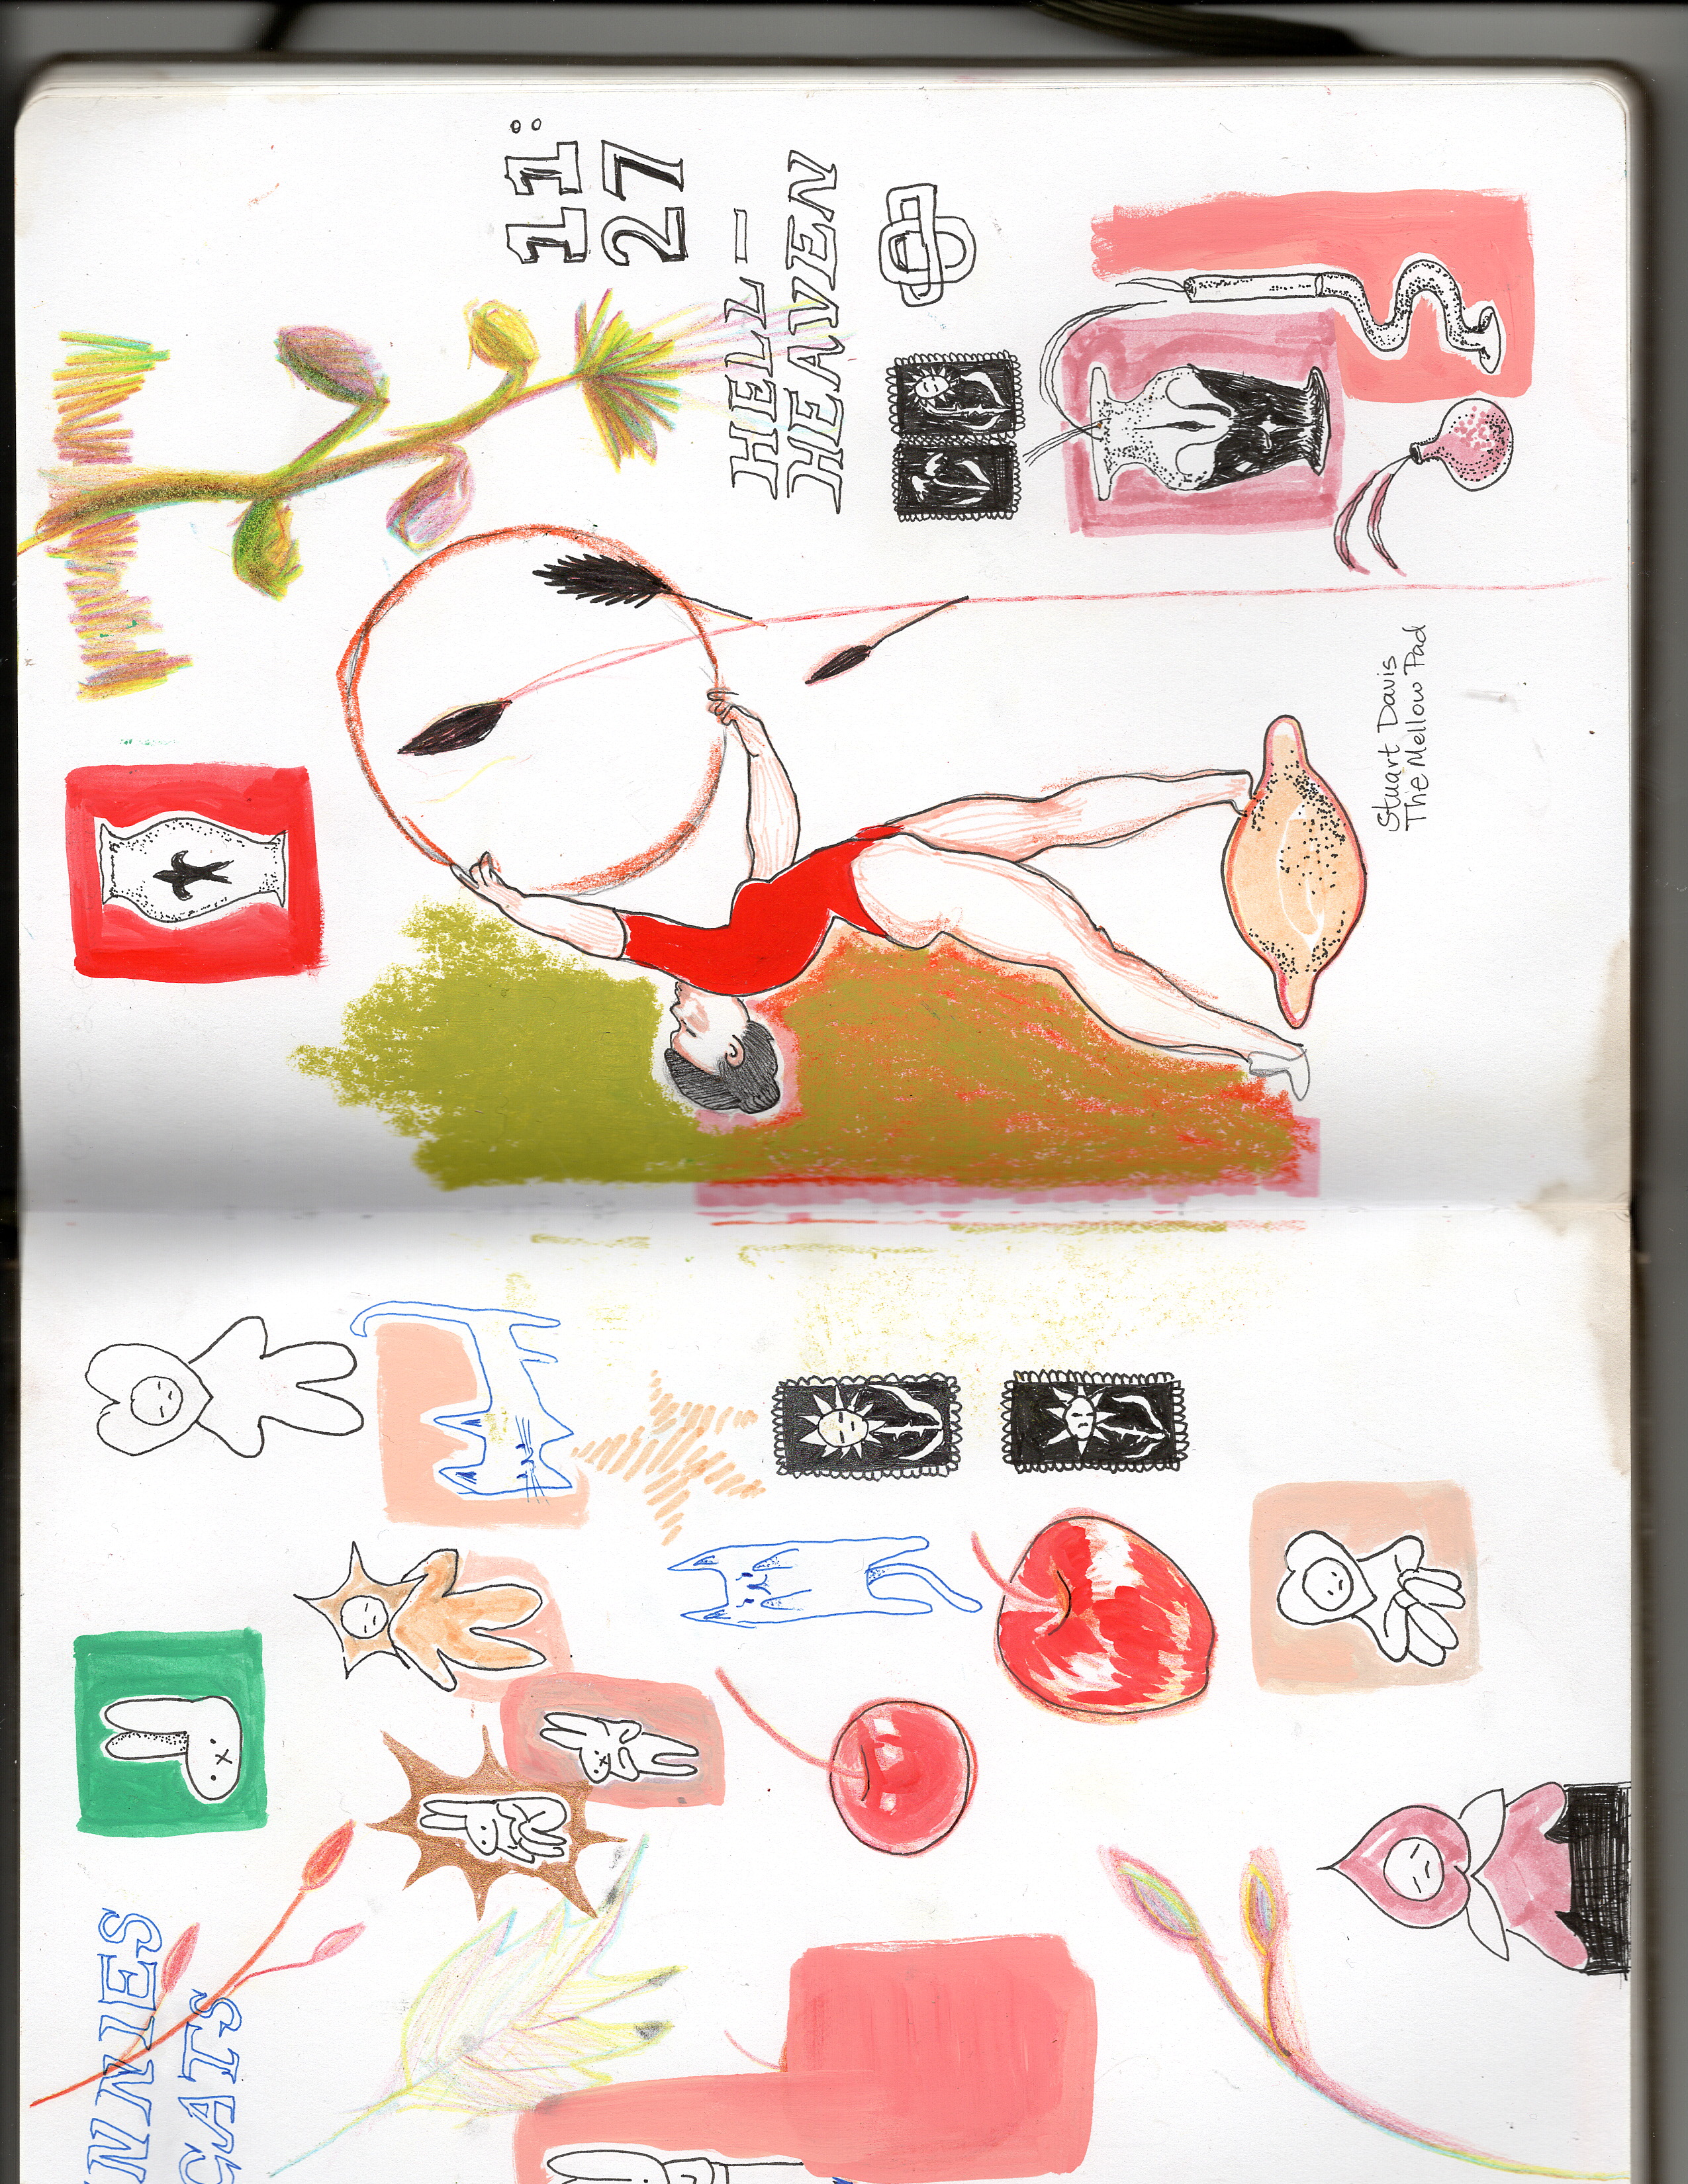 11:
27
HELL-
HEAVEN
Stuart Davis
The Mellow Pad
NNIES
CATS